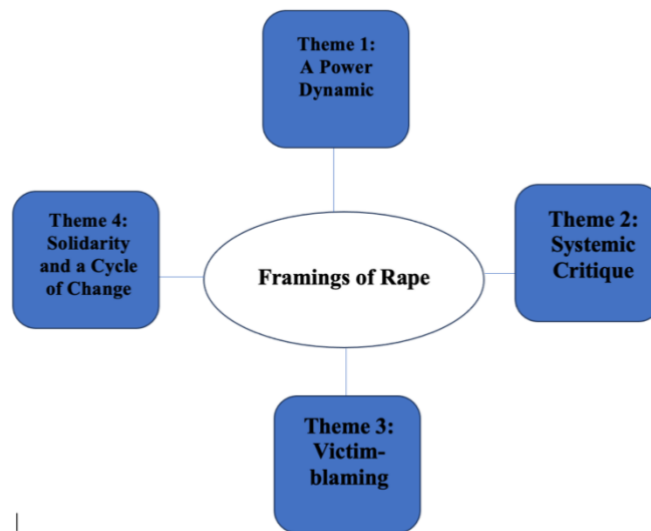 Theme 1:
A Power
Dynamic
Theme 4:
Solidarity
and a Cycle
of Change
Framings of Rape
Theme 2:
Systemic
Critique
Theme 3:
Victim-
blaming